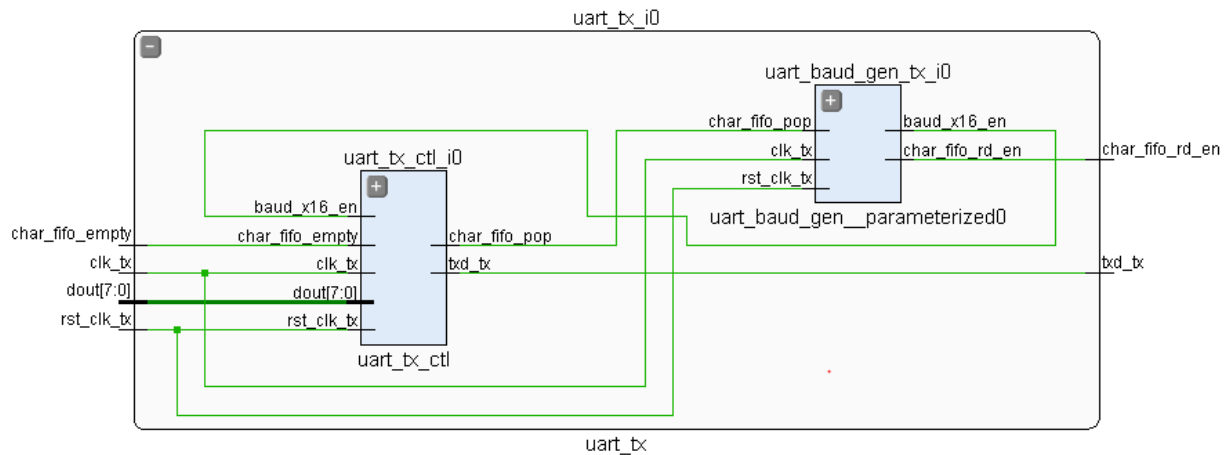 uart_tx_i0
uart_baud_gen_tx_i0
char_fifo_pop
baud_x16_en
clk_tx
char_fifo_rd_en
char_fifo_rd_en
rst_clk_tx
uart_baud_gen__parameterized0
uart_tx_ctl_i0
baud_x16_en
char_fifo_empty
char_fifo_empty
char_fifo_pop
clk_tx
clk_tx
txd_tx
txd_tx
dout[7:0]
dout[7:0]
rst_clk_tx
rst_clk_tx
uart_tx_ctl
uart_tx